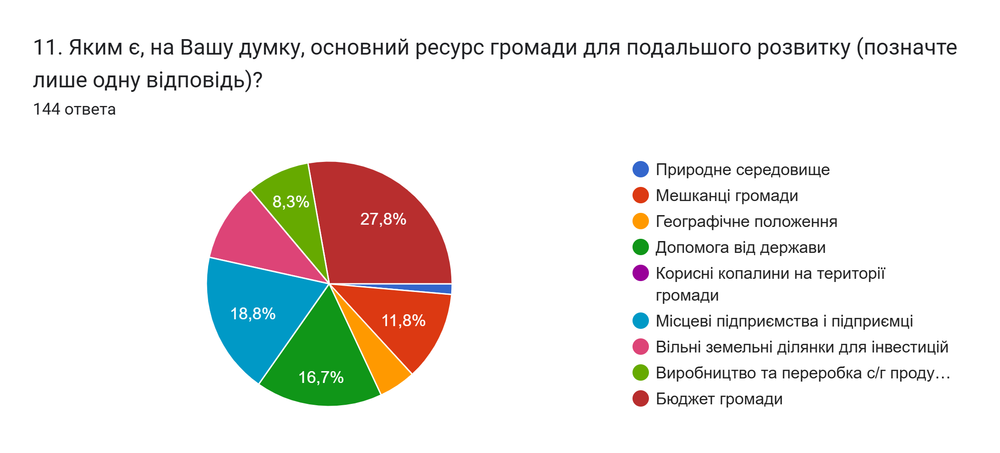 11. Яким є, на Вашу думку, основний ресурс громади для подальшого розвитку (позначте
лише одну відповідь)?
144 ответа
8,3%
27,8%
18,8%
11,8%
16,7%
Природне середовище
Мешканці громади
Географічне положення
Допомога від держави
Корисні копалини на території
громади
Місцеві підприємства і підприємці
Вільні земельні ділянки для інвестицій
Виробництво та переробка с/г проду…
Бюджет громади